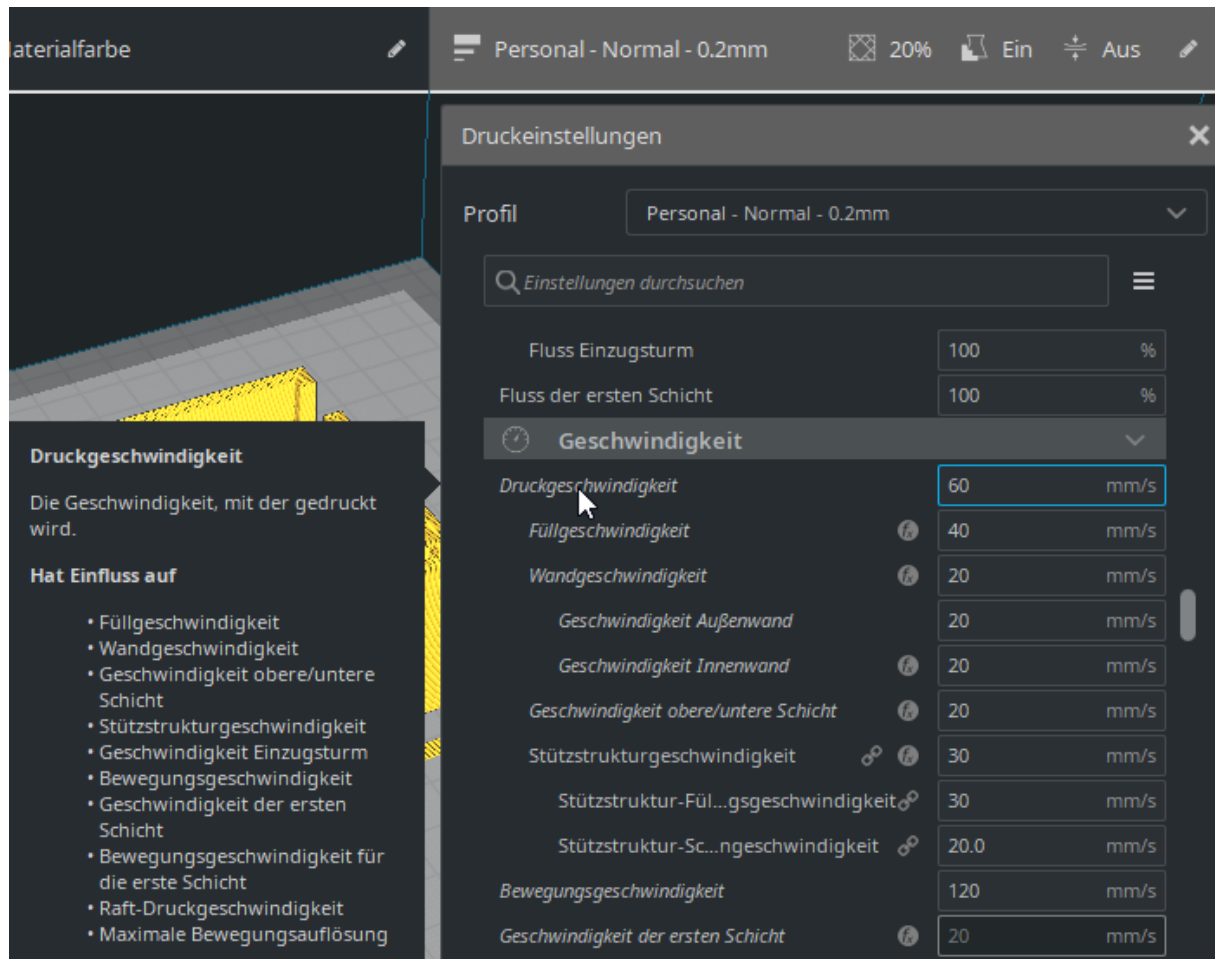 laterialfarbe
Personal - Normal - 0.2mm 20% Ein Aus
Druckeinstellungen
Profil Personal - Normal - 0.2mm
Einstellungen durchsuchen
Fluss Einzugsturm 100 %
Fluss der ersten Schicht 100 %
Geschwindigkeit
Druckgeschwindigkeit 60 mm/s
Füllgeschwindigkeit 40 mm/s
Wandgeschwindigkeit 20 mm/s
Geschwindigkeit Außenwand 20 mm/s
Geschwindigkeit Innenwand 20 mm/s
Geschwindigkeit obere/untere Schicht 20 mm/s
Stützstrukturgeschwindigkeit 30 mm/s
Stützstruktur-Fül...gsgeschwindigkeit 30 mm/s
Stützstruktur-Sc...ngeschwindigkeit 20.0 mm/s
Bewegungsgeschwindigkeit 120 mm/s
Geschwindigkeit der ersten Schicht 20 mm/s
Druckgeschwindigkeit
Die Geschwindigkeit, mit der gedruckt
wird.
Hat Einfluss auf
• Füllgeschwindigkeit
• Wandgeschwindigkeit
• Geschwindigkeit obere/untere
Schicht
• Stützstrukturgeschwindigkeit
• Geschwindigkeit Einzugsturm
• Bewegungsgeschwindigkeit
• Geschwindigkeit der ersten
Schicht
• Bewegungsgeschwindigkeit für
die erste Schicht
• Raft-Druckgeschwindigkeit
• Maximale Bewegungsauflösung